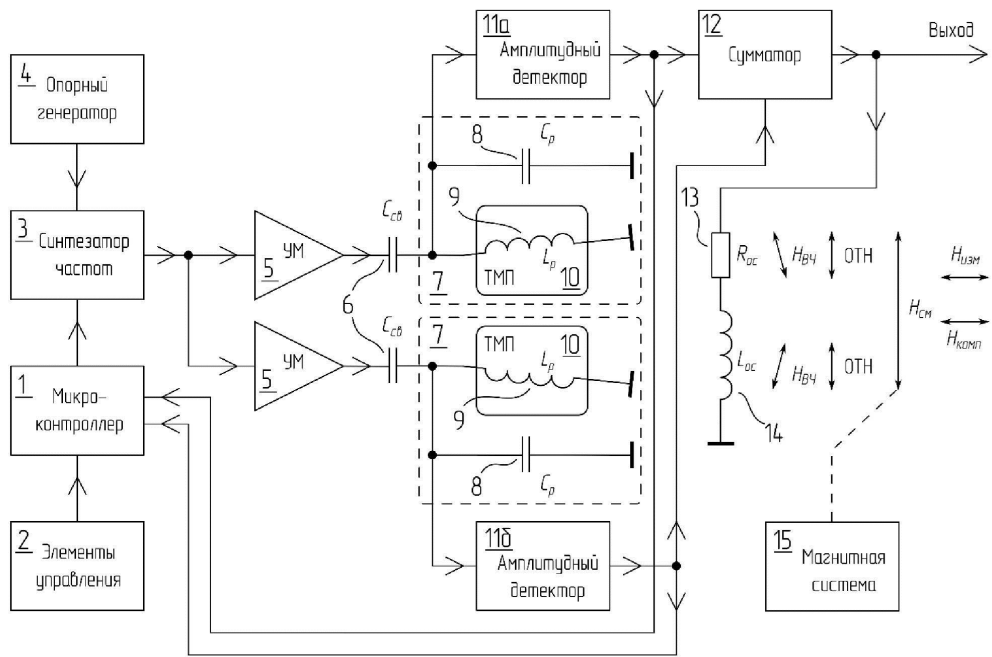 4
Опорный
генератор
3
Синтезатор
частот
1
Микро-
контроллер
2
Элементы
управления
5
УМ
5
УМ
Cсв
6
Cсв
11а
Амплитудный
детектор
8
Cр
9
Lр
ТМП
10
7
7
ТМП
10
Lр
9
8
Cр
11б
Амплитудный
детектор
12
Сумматор
Выход
13
Rос
Lос
14
HВЧ
ОТН
HВЧ
ОТН
Hсм
Hизм
Hкомп
15
Магнитная
система